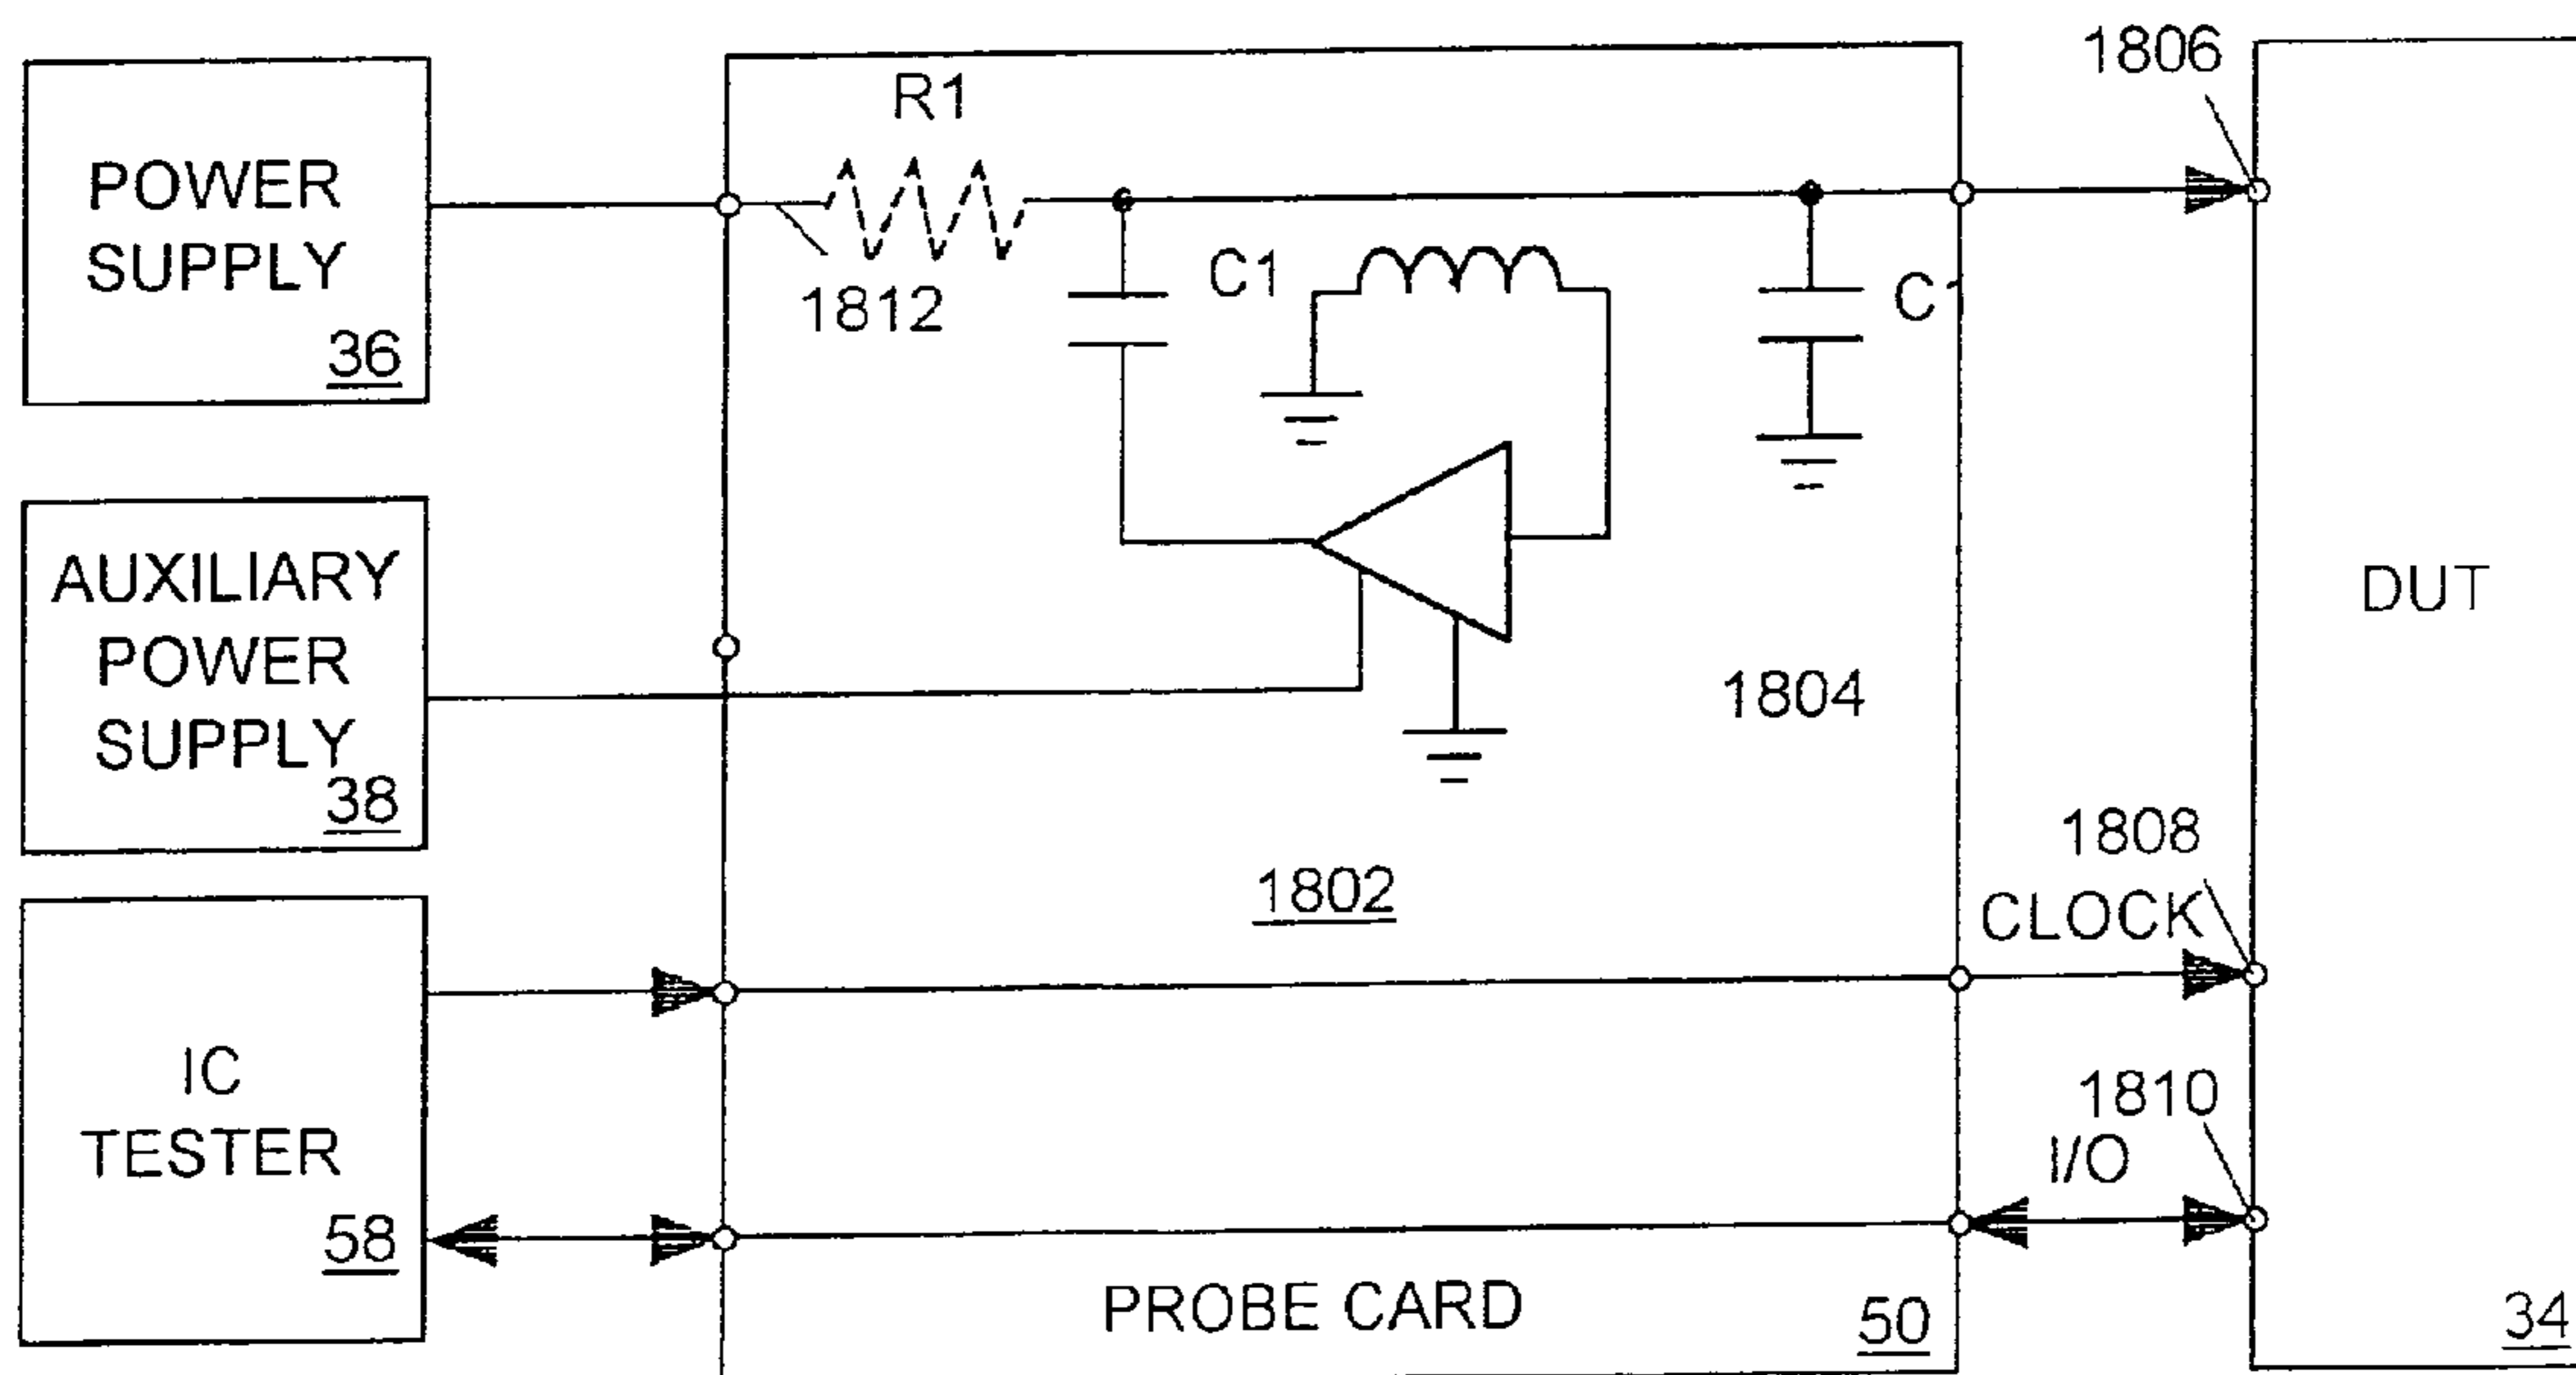 POWER
SUPPLY
36
AUXILIARY
POWER
SUPPLY
38
IC
TESTER
58
R1
1812
C1
C1
1804
1802
PROBE CARD
50
1806
DUT
1808
CLOCK
1810
I/O
34